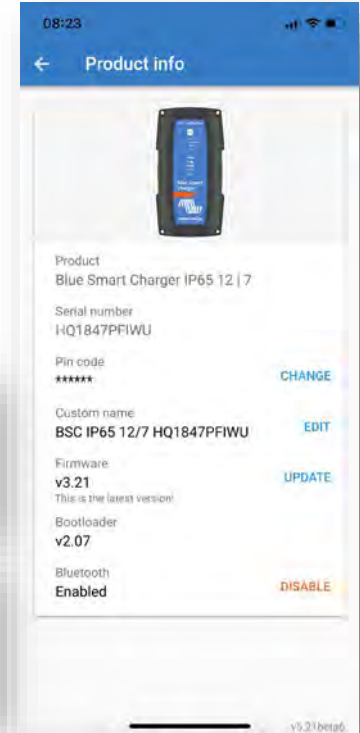 08:23
Product info
Product
Blue Smart Charger IP65 12 | 7
Serial number
HQ1847PFIWU
Pin code
****** CHANGE
Custom name
BSC IP65 12/7 HQ1847PFIWU EDIT
Firmware
v3.21 UPDATE
This is the latest version!
Bootloader
v2.07
Bluetooth
Enabled DISABLE
v5.21beta6